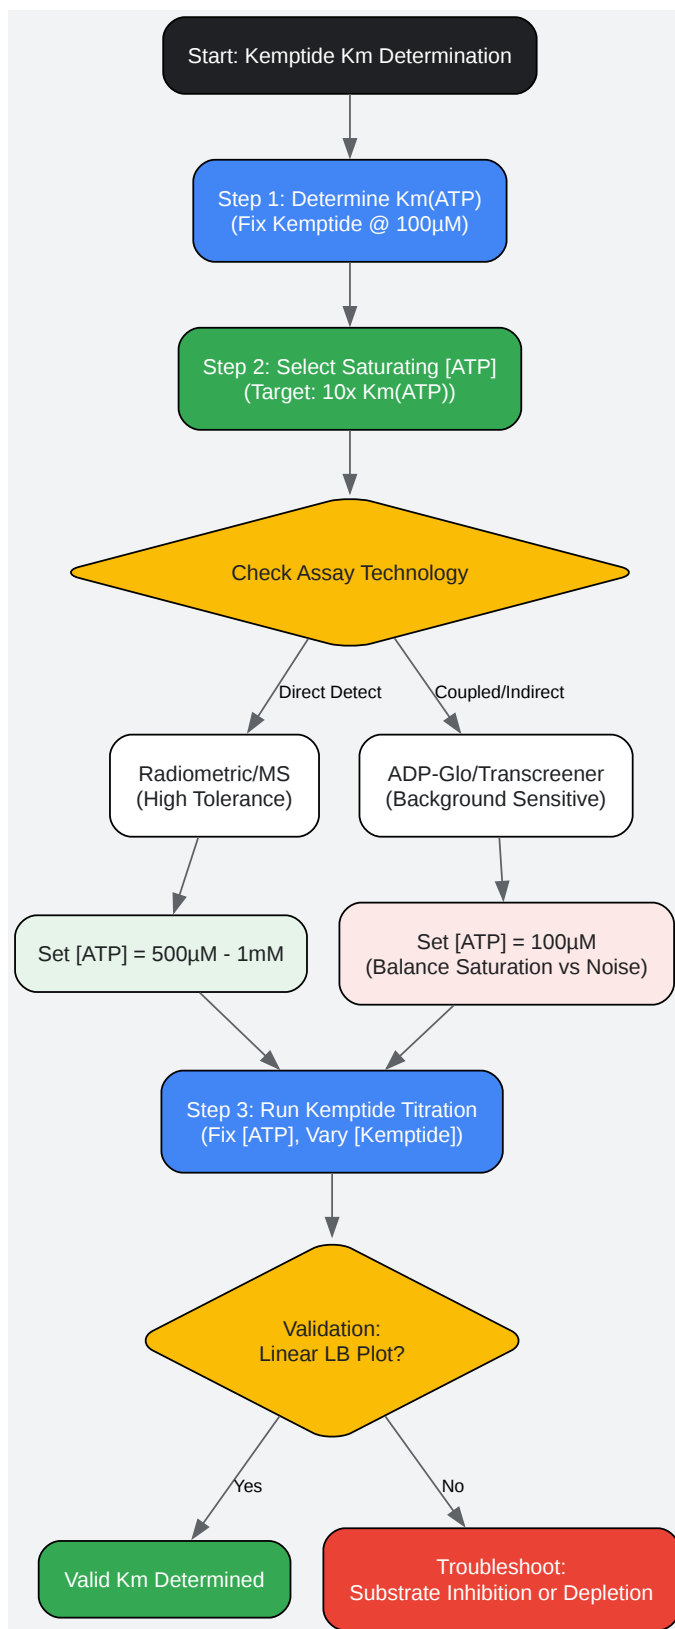 Start: Kemptide Km Determination
Step 1: Determine Km(ATP)
(Fix Kemptide @ 100µM)
Step 2: Select Saturating [ATP]
(Target: 10x Km(ATP))
Check Assay Technology
Direct Detect
Coupled/Indirect
Radiometric/MS
(High Tolerance)
ADP-Glo/Transcreener
(Background Sensitive)
Set [ATP] = 500µM - 1mM
Set [ATP] = 100µM
(Balance Saturation vs Noise)
Step 3: Run Kemptide Titration
(Fix [ATP], Vary [Kemptide])
Validation:
Linear LB Plot?
Yes
No
Valid Km Determined
Troubleshoot:
Substrate Inhibition or Depletion